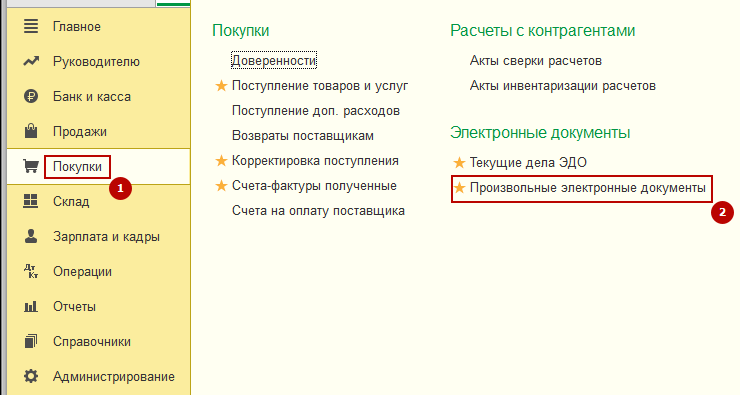 Главное
Руководителю
Банк и касса
Продажи
Покупки
1
Склад
Зарплата и кадры
Дт
Кт
Операции
Отчеты
Справочники
Администрирование
Покупки
Доверенности
Поступление товаров и услуг
Поступление доп. расходов
Возвраты поставщикам
Корректировка поступления
Счета-фактуры полученные
Счета на оплату поставщика
Расчеты с контрагентами
Акты сверки расчетов
Акты инвентаризации расчетов
Электронные документы
Текущие дела ЭДО
Произвольные электронные документы
2